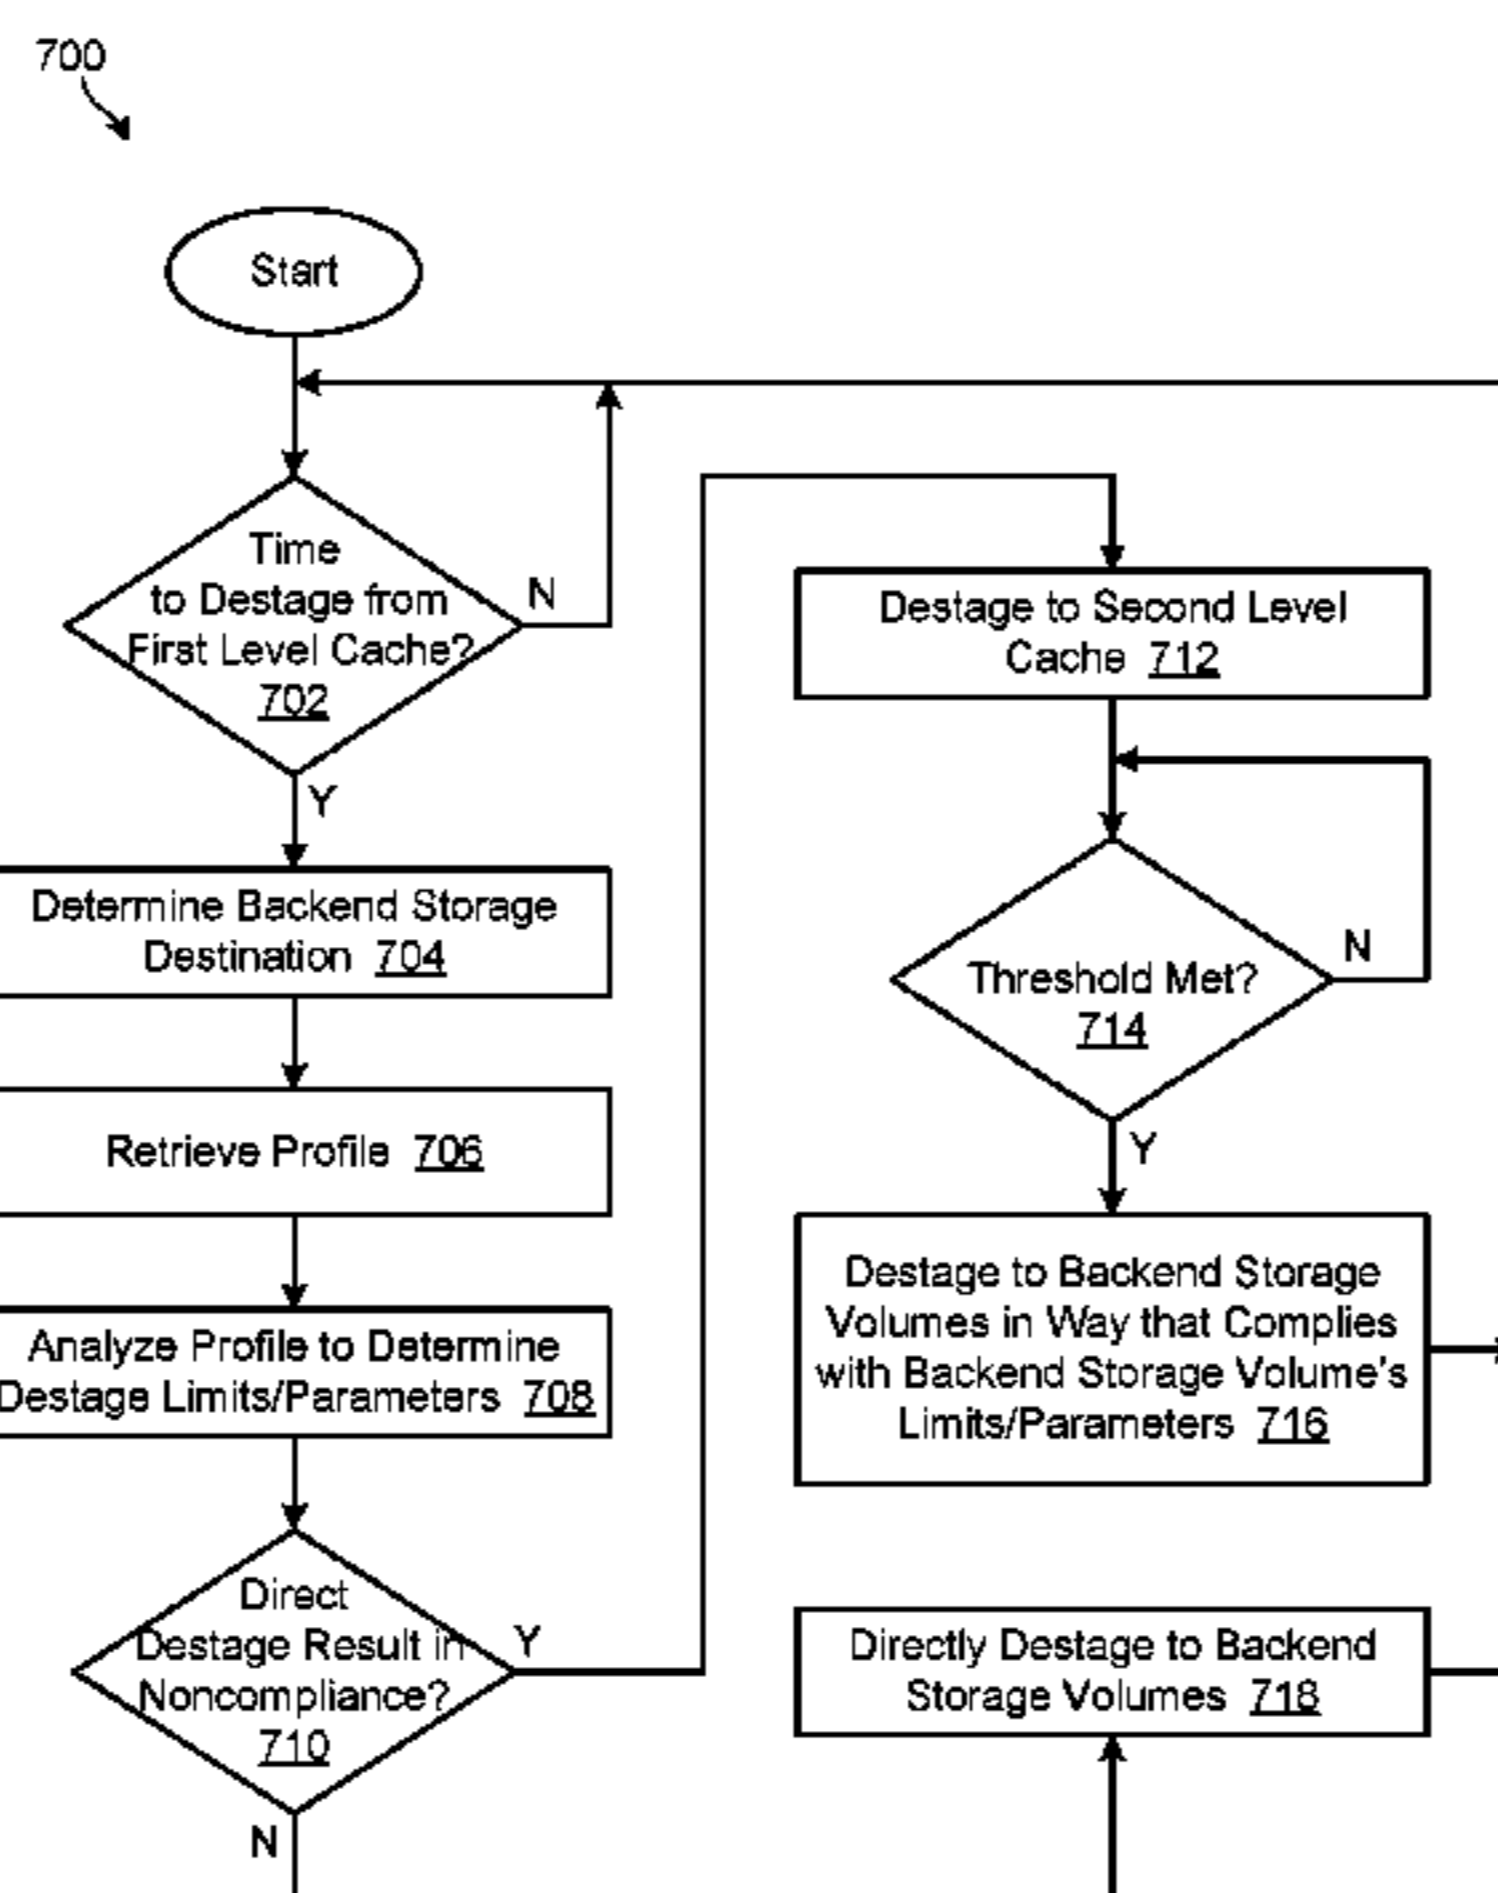 700
Start
Time
to Destage from
First Level Cache?
702
N
Y
Determine Backend Storage
Destination 704
Retrieve Profile 706
Analyze Profile to Determine
Destage Limits/Parameters 708
Direct
Destage Result in
Noncompliance?
710
Y
N
Destage to Second Level
Cache 712
Threshold Met?
714
N
Y
Destage to Backend Storage
Volumes in Way that Complies
with Backend Storage Volume's
Limits/Parameters 716
Directly Destage to Backend
Storage Volumes 718